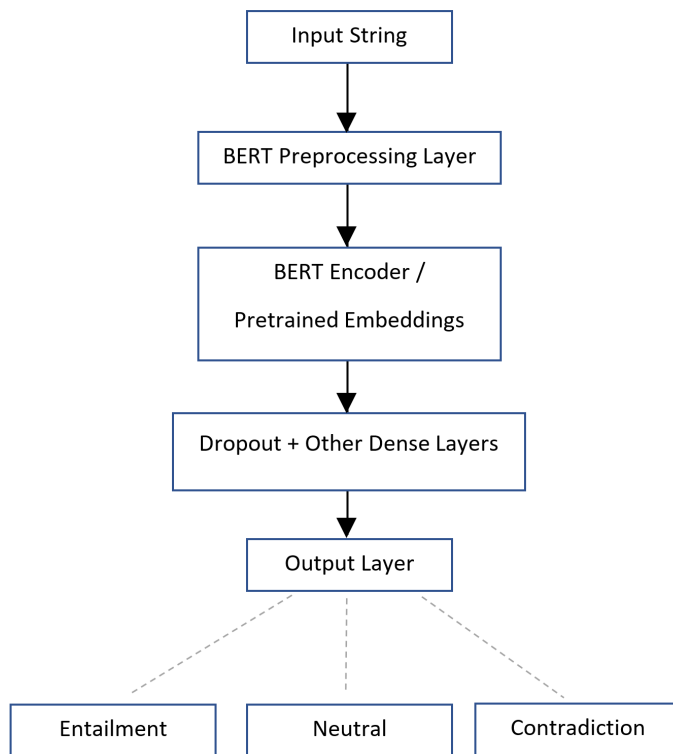 Input String
BERT Preprocessing Layer
BERT Encoder /
Pretrained Embeddings
Dropout + Other Dense Layers
Output Layer
Entailment
Neutral
Contradiction